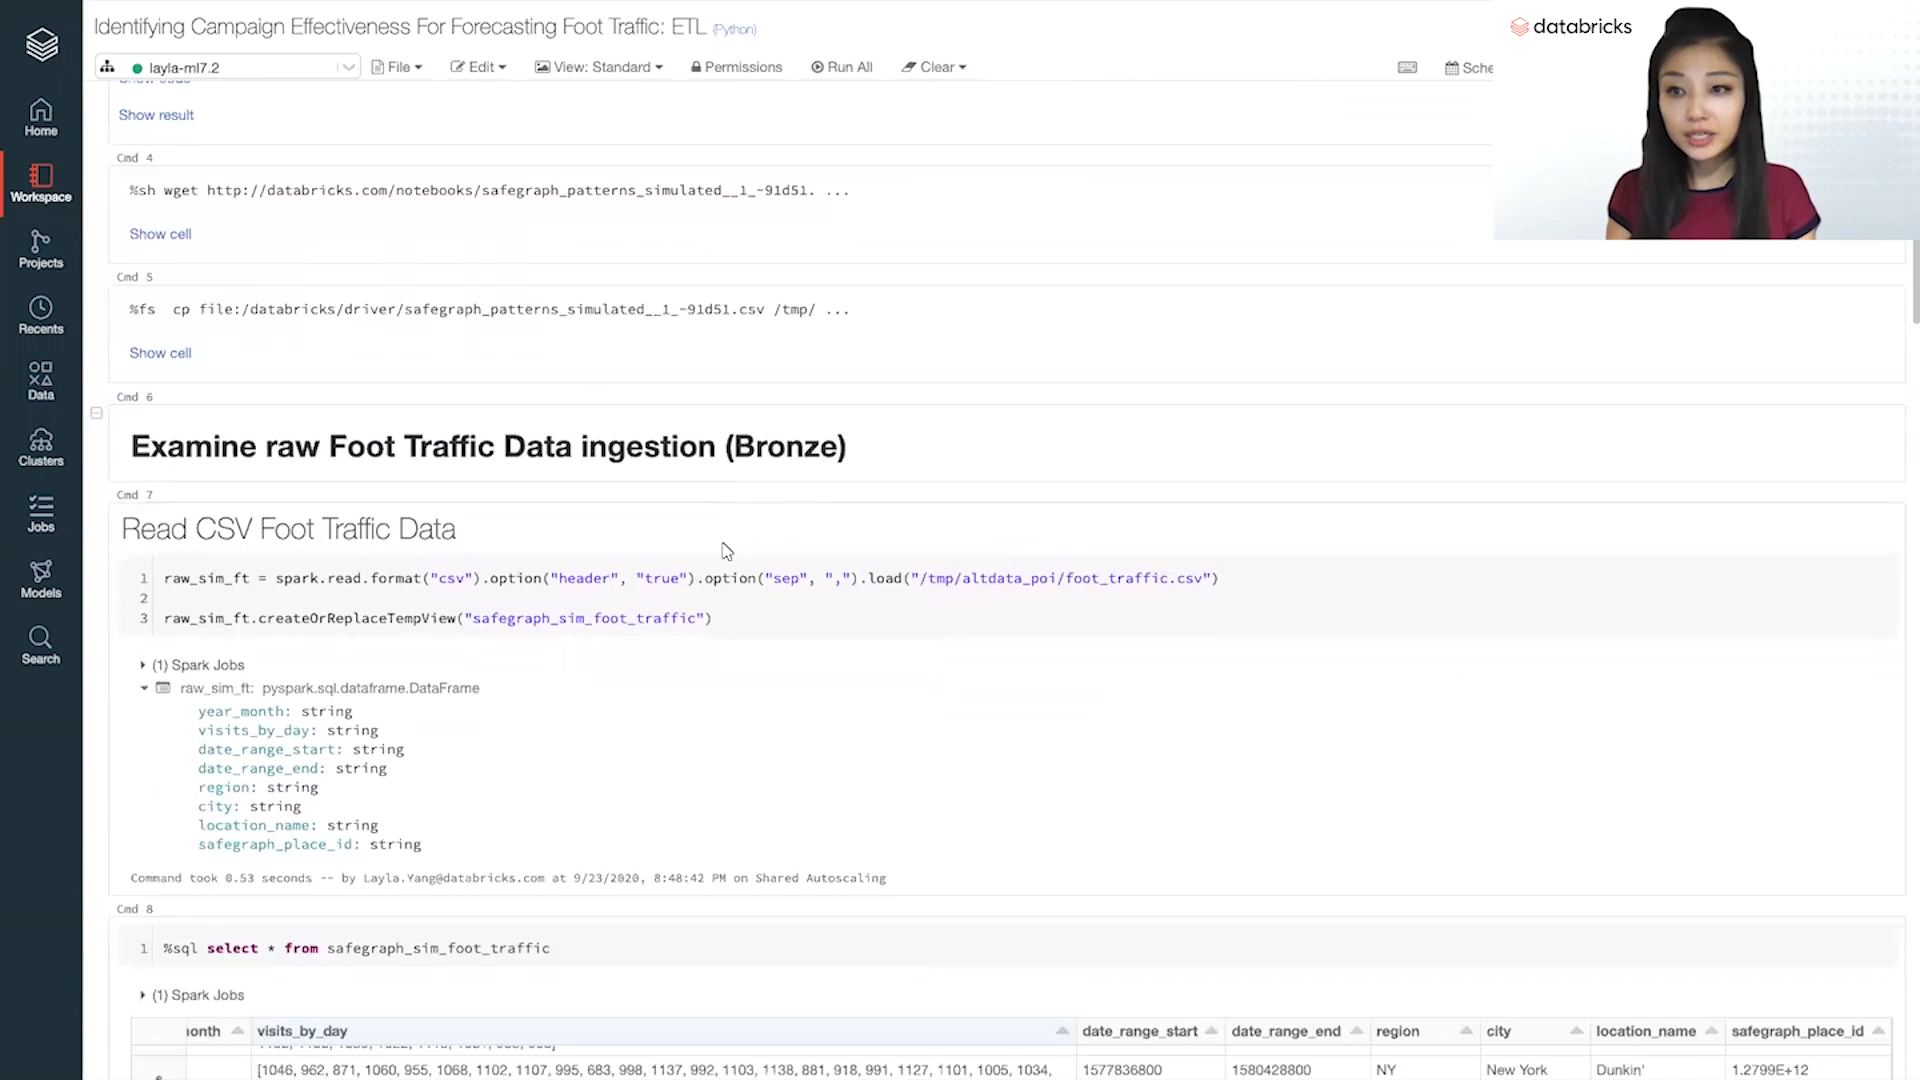 Identifying Campaign Effectiveness For Forecasting Foot Traffic: ETL (Python)
databricks
layla-ml7.2
File
Edit
View: Standard
Permissions
Run All
Clear
Sche
Home
Workspace
Projects
Recents
Data
Clusters
Jobs
Models
Search
Show code
Show result
Cmd 4
%sh wget http://databricks.com/notebooks/safegraph_patterns_simulated__1_-91d51. ...
Show cell
Cmd 5
%fs cp file:/databricks/driver/safegraph_patterns_simulated__1_-91d51.csv /tmp/ ...
Show cell
Cmd 6
Examine raw Foot Traffic Data ingestion (Bronze)
Cmd 7
Read CSV Foot Traffic Data
1 raw_sim_ft = spark.read.format("csv").option("header", "true").option("sep", ",").load("/tmp/altdata_poi/foot_traffic.csv")
2
3 raw_sim_ft.createOrReplaceTempView("safegraph_sim_foot_traffic")
(1) Spark Jobs
raw_sim_ft: pyspark.sql.dataframe.DataFrame
year_month: string
visits_by_day: string
date_range_start: string
date_range_end: string
region: string
city: string
location_name: string
safegraph_place_id: string
Command took 0.53 seconds -- by Layla.Yang@databricks.com at 9/23/2020, 8:48:42 PM on Shared Autoscaling
Cmd 8
1 %sql select * from safegraph_sim_foot_traffic
(1) Spark Jobs
onth visits_by_day date_range_start date_range_end region city location_name safegraph_place_id
[1046, 962, 871, 1060, 955, 1068, 1102, 1107, 995, 683, 998, 1137, 992, 1103, 1138, 881, 918, 991, 1127, 1101, 1005, 1034, 1577836800 1580428800 NY New York Dunkin' 1.2799E+12